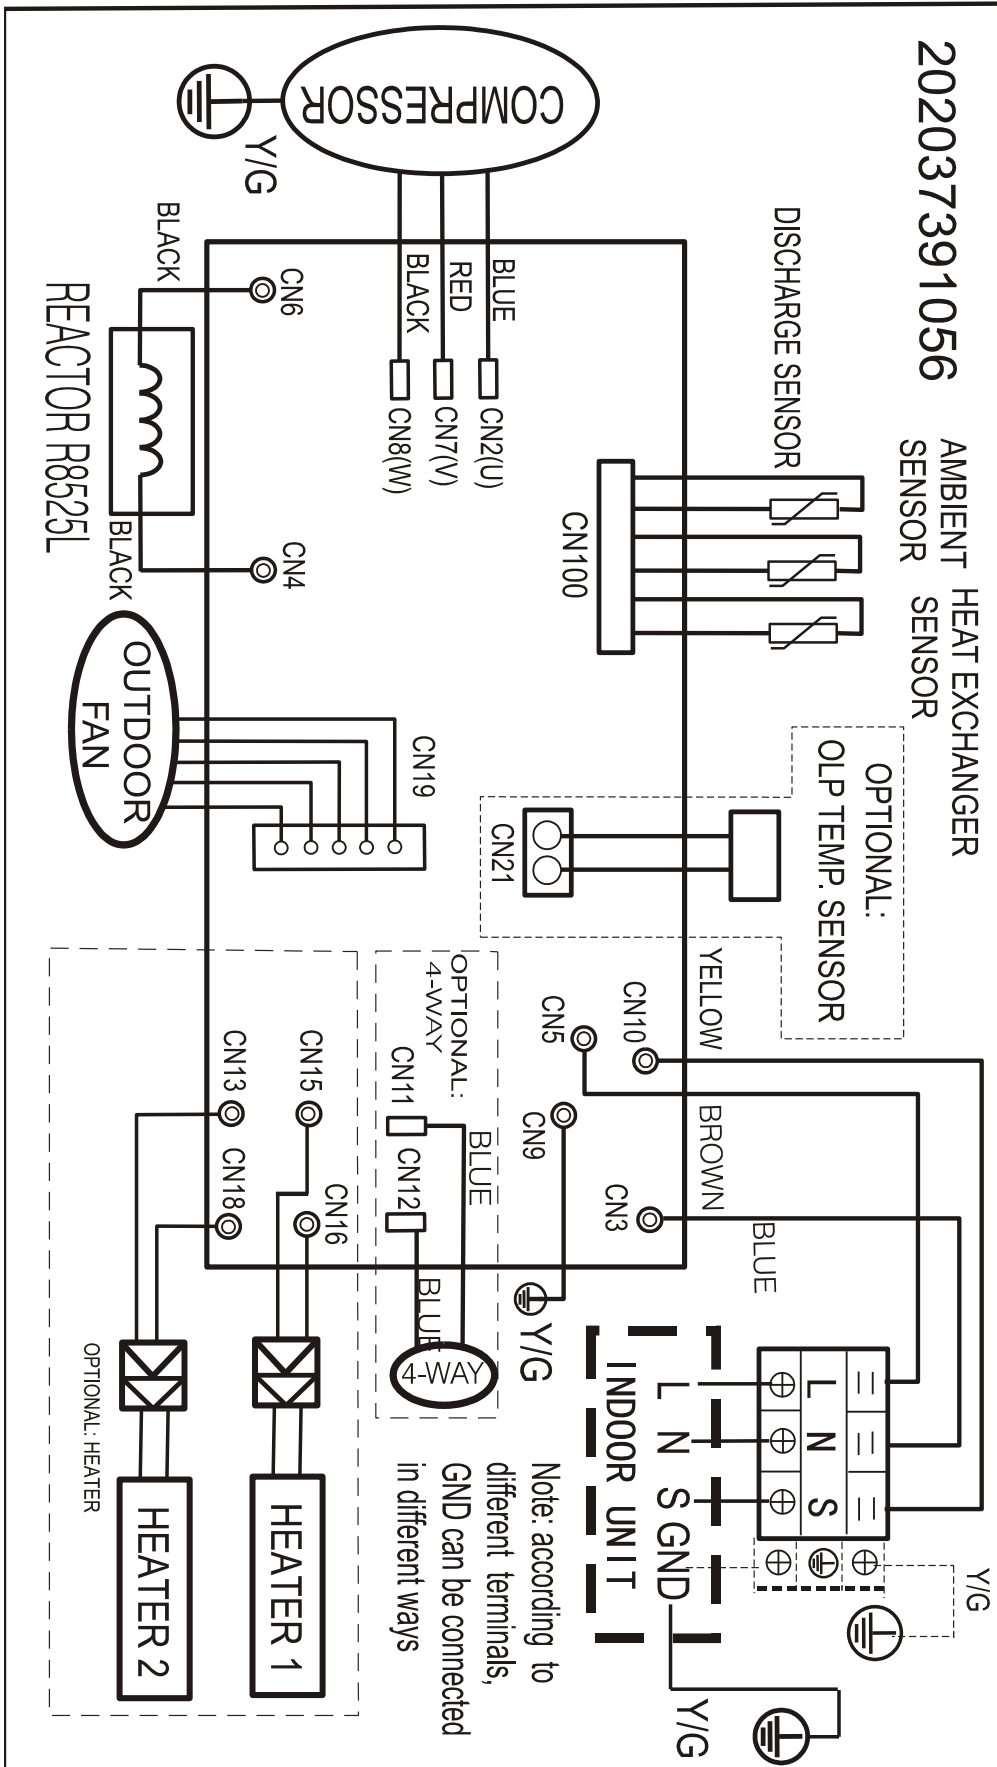 202037391056
COMPRESSOR
Y/G
BLACK
REACTOR R8525L
BLACK
CN6
CN4
BLUE
RED
BLACK
CN2(U)
CN7(V)
CN8(W)
DISCHARGE SENSOR
AMBIENT
SENSOR
HEAT EXCHANGER
SENSOR
CN100
OUTDOOR
FAN
CN19
OPTIONAL:
OLP TEMP. SENSOR
CN21
YELLOW
CN10
CN5
BROWN
CN9
CN3
BLUE
Y/G
OPTIONAL:
4-WAY
CN11
BLUE
CN12
BLUE
4-WAY
CN15
CN13
CN16
CN18
OPTIONAL: HEATER
HEATER 1
HEATER 2
L N S
Y/G
L N S GND
INDOOR UNIT
Y/G
Note: according to
different terminals,
GND can be connected
in different ways